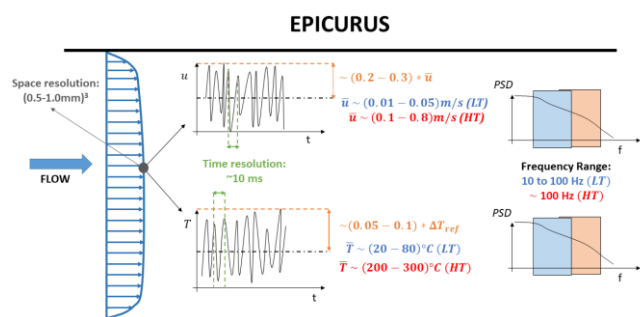 EPICURUS
Space resolution:
(0.5-1.0mm)³
FLOW
u
t
Time resolution:
~10 ms
T
t
~ (0.2 − 0.3) * ū
ū ~ (0.01 − 0.05)m/s (LT)
ū ~ (0.1 − 0.8)m/s (HT)
~(0.05 − 0.1) * ΔT_ref
T̅ ~ (20 − 80)°C (LT)
T̅ ~ (200 − 300)°C (HT)
PSD
f
Frequency Range:
10 to 100 Hz (LT)
~ 100 Hz (HT)
PSD
f